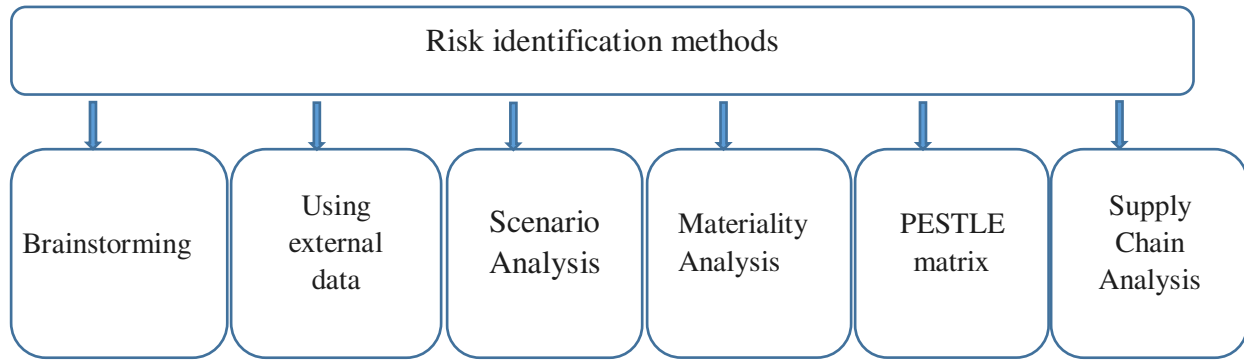 Risk identification methods
Brainstorming
Using
external
data
Scenario
Analysis
Materiality
Analysis
PESTLE
matrix
Supply
Chain
Analysis